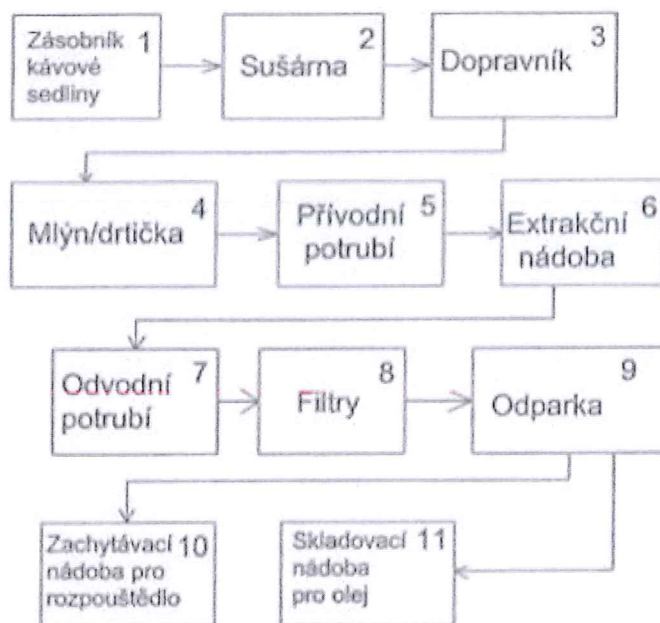 Zásobník 1
kávové
sedliny
Sušárna 2
Dopravník 3
Mlýn/drtička 4
Přívodní 5
potrubí
Extrakční 6
nádoba
Odvodní 7
potrubí
Filtry 8
Odparka 9
Zachytávací 10
nádoba pro
rozpouštědlo
Skladovací 11
nádoba
pro olej